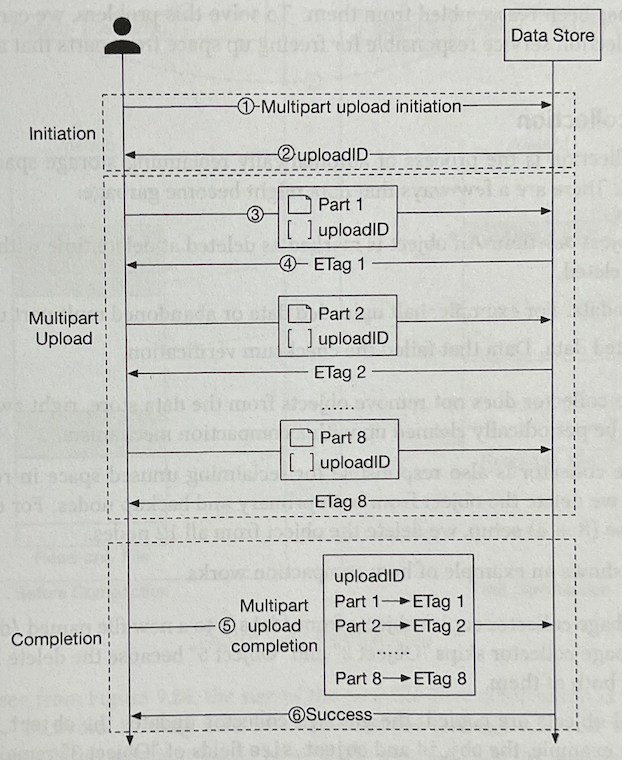 Data Store
Initiation
① Multipart upload initiation
② uploadID
Multipart
Upload
③
Part 1
[ ] uploadID
④ ETag 1
Part 2
[ ] uploadID
ETag 2
......
Part 8
[ ] uploadID
ETag 8
Completion
⑤ Multipart
upload
completion
uploadID
Part 1 → ETag 1
Part 2 → ETag 2
......
Part 8 → ETag 8
⑥ Success